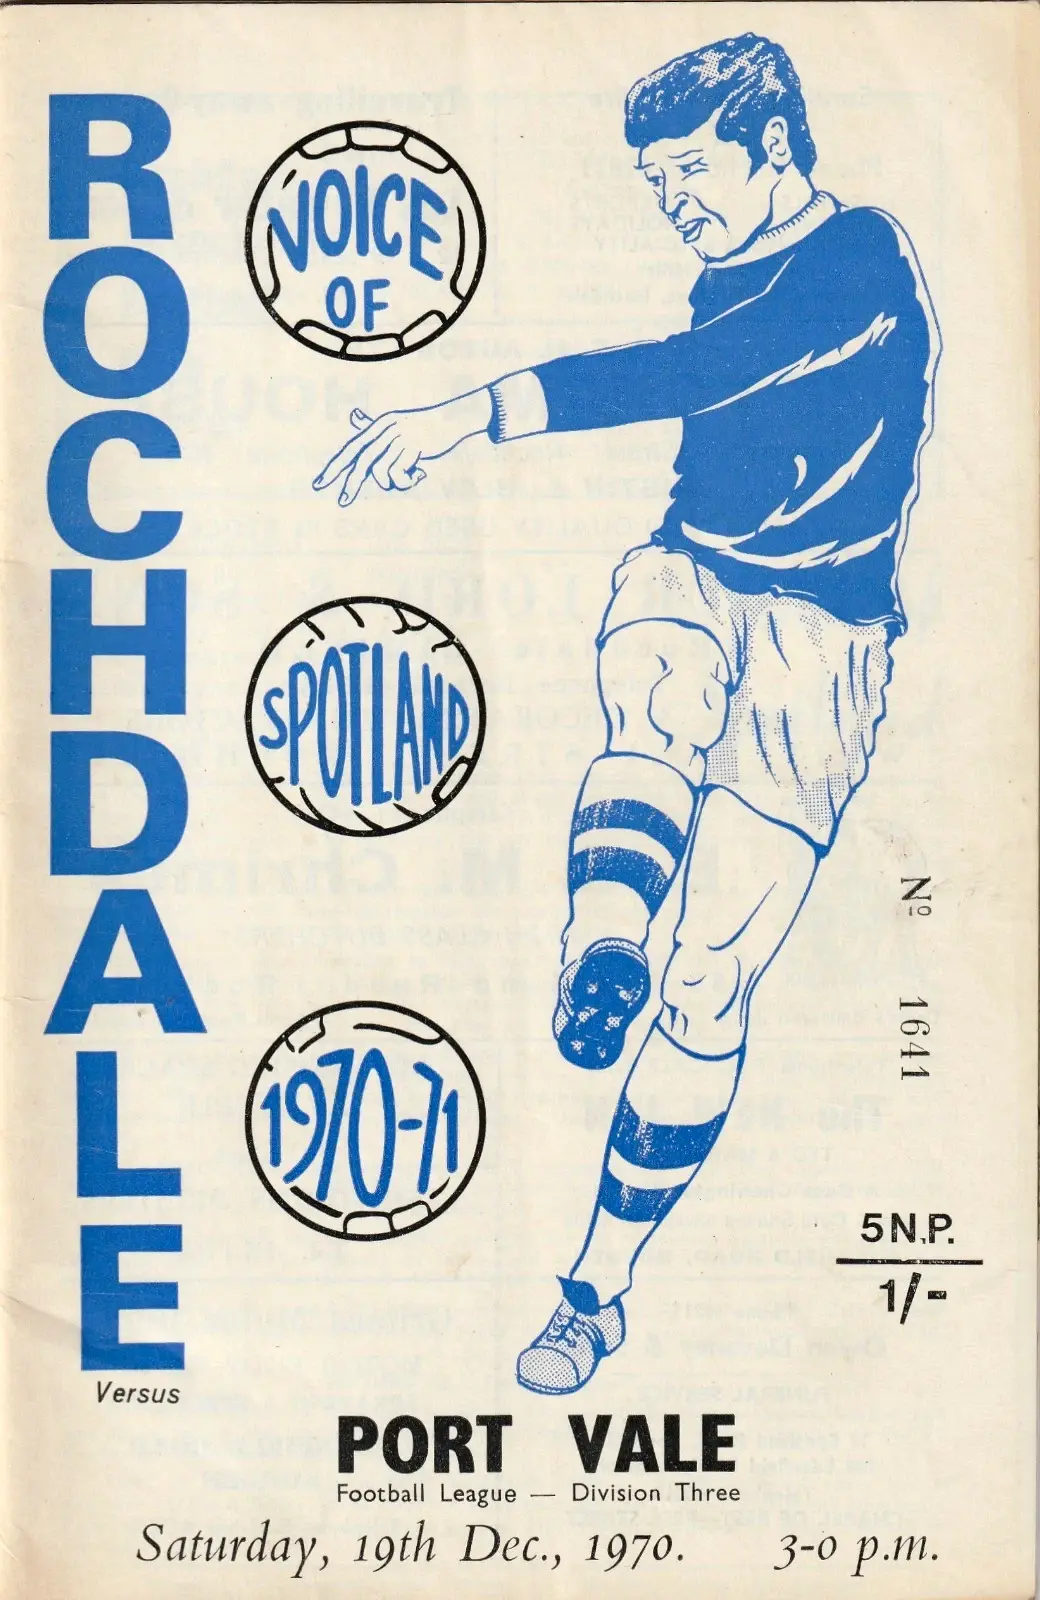 ROCHDALE
VOICE
OF
SPOTLAND
1970-71
No 1641
5 N.P.
1/-
Versus
PORT VALE
Football League — Division Three
Saturday, 19th Dec., 1970. 3-0 p.m.